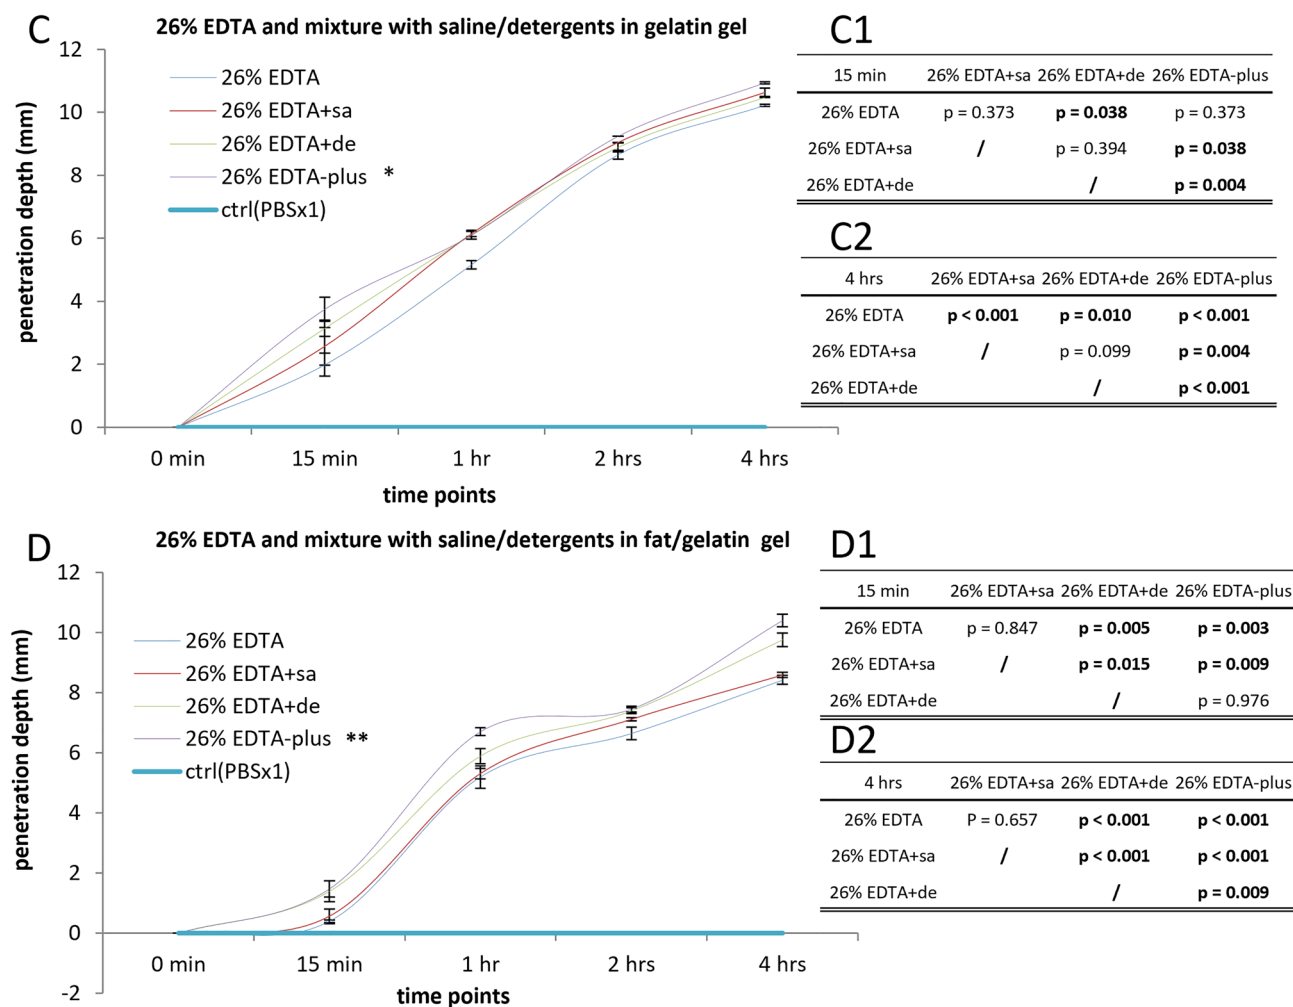 C
26% EDTA and mixture with saline/detergents in gelatin gel
12
10
8
6
4
2
0
penetration depth (mm)
26% EDTA
26% EDTA+sa
26% EDTA+de
26% EDTA-plus *
ctrl(PBSx1)
0 min 15 min 1 hr 2 hrs 4 hrs
time points
C1
15 min 26% EDTA+sa 26% EDTA+de 26% EDTA-plus
26% EDTA p = 0.373 p = 0.038 p = 0.373
26% EDTA+sa / p = 0.394 p = 0.038
26% EDTA+de / p = 0.004
C2
4 hrs 26% EDTA+sa 26% EDTA+de 26% EDTA-plus
26% EDTA p < 0.001 p = 0.010 p < 0.001
26% EDTA+sa / p = 0.099 p = 0.004
26% EDTA+de / p < 0.001
D
26% EDTA and mixture with saline/detergents in fat/gelatin gel
12
10
8
6
4
2
0
-2
penetration depth (mm)
26% EDTA
26% EDTA+sa
26% EDTA+de
26% EDTA-plus **
ctrl(PBSx1)
0 min 15 min 1 hr 2 hrs 4 hrs
time points
D1
15 min 26% EDTA+sa 26% EDTA+de 26% EDTA-plus
26% EDTA p = 0.847 p = 0.005 p = 0.003
26% EDTA+sa / p = 0.015 p = 0.009
26% EDTA+de / p = 0.976
D2
4 hrs 26% EDTA+sa 26% EDTA+de 26% EDTA-plus
26% EDTA P = 0.657 p < 0.001 p < 0.001
26% EDTA+sa / p < 0.001 p < 0.001
26% EDTA+de / p = 0.009